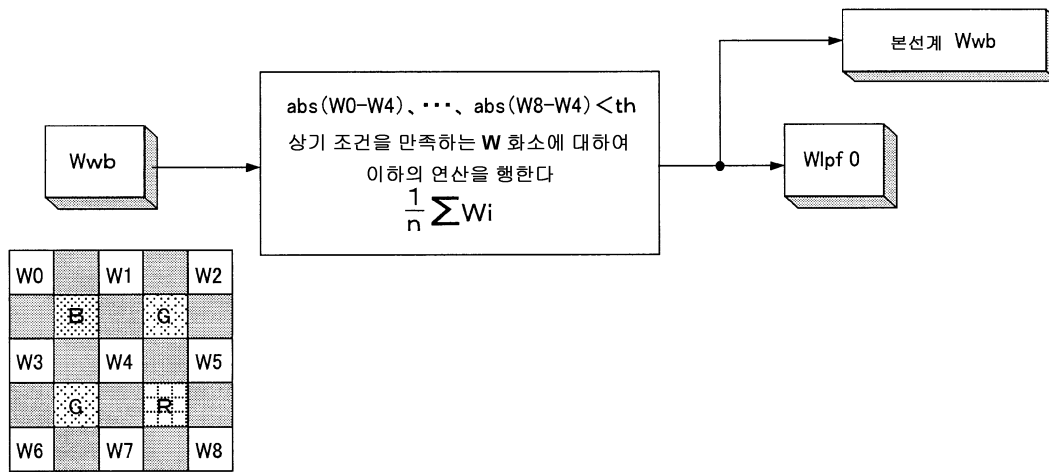 본선계 Wwb
abs(W0-W4)、···、abs(W8-W4)<th
상기 조건을 만족하는 W 화소에 대하여
이하의 연산을 행한다
1/n ∑Wi
Wwb
Wlpf 0
W0 W1 W2
B G
W3 W4 W5
G R
W6 W7 W8